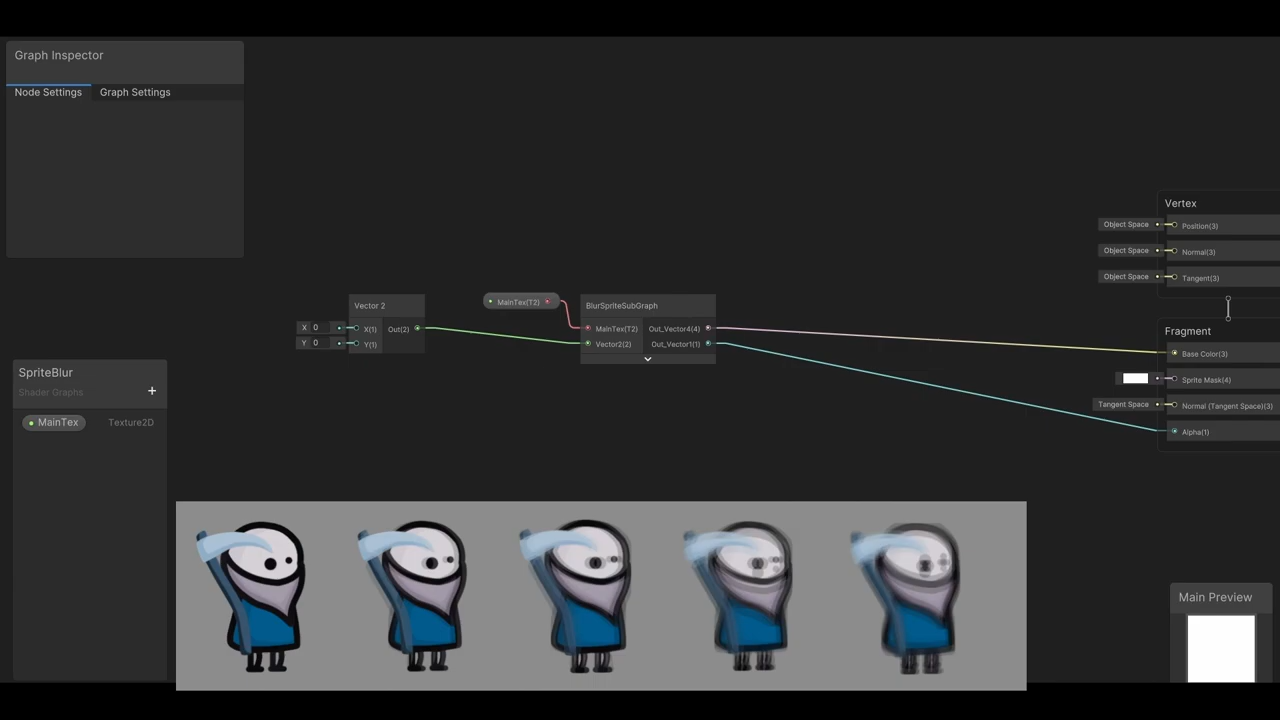 Graph Inspector
Node Settings Graph Settings
Vertex
Object Space Position(3)
Object Space Normal(3)
Object Space Tangent(3)
Vector 2
X 0 X(1) Out(2)
Y 0 Y(1)
MainTex(T2)
BlurSpriteSubGraph
MainTex(T2) Out_Vector4(4)
Vector2(2) Out_Vector1(1)
Fragment
Base Color(3)
Sprite Mask(4)
Tangent Space Normal (Tangent Space)(3)
Alpha(1)
SpriteBlur
Shader Graphs +
MainTex Texture2D
Main Preview